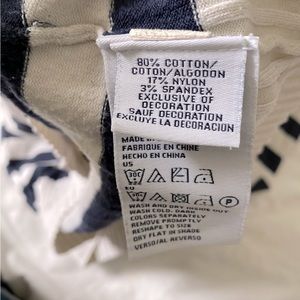 80% COTTON/
COTON/ALGODON
17% NYLON
3% SPANDEX
EXCLUSIVE OF
DECORATION
SAUF DECORATION
EXCLUYE LA DECORACION
MADE IN
FABRIQUE EN CHINE
HECHO EN CHINA
US
WASH AND DRY INSIDE OUT
WASH COLD. DARK
COLORS SEPARATELY
REMOVE PROMPTLY
RESHAPE TO SIZE
DRY FLAT IN SHADE
VERSO/AL REVERSO